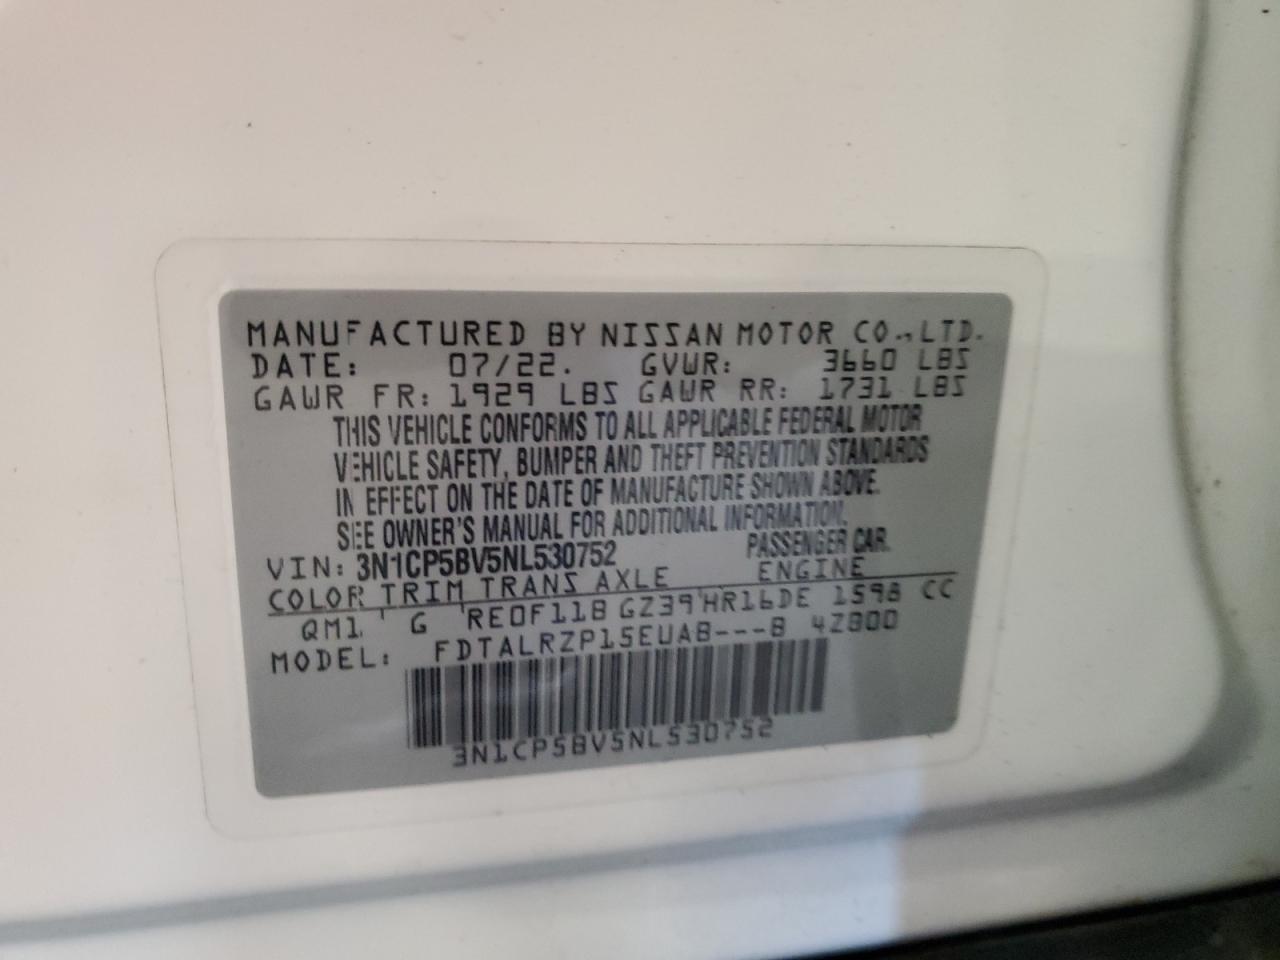 MANUFACTURED BY NISSAN MOTOR CO.,LTD.
DATE: 07/22. GVWR: 3660 LBS
GAWR FR: 1929 LBS GAWR RR: 1731 LBS
THIS VEHICLE CONFORMS TO ALL APPLICABLE FEDERAL MOTOR
VEHICLE SAFETY, BUMPER AND THEFT PREVENTION STANDARDS
IN EFFECT ON THE DATE OF MANUFACTURE SHOWN ABOVE.
SEE OWNER'S MANUAL FOR ADDITIONAL INFORMATION.
VIN: 3N1CP5BV5NL530752 PASSENGER CAR.
COLOR TRIM TRANS AXLE ENGINE
QM1 G RE0F11B GZ39 HR16DE 1598 CC
MODEL: FDTALRZP15EUAB---B 4Z800
3N1CP5BV5NL530752